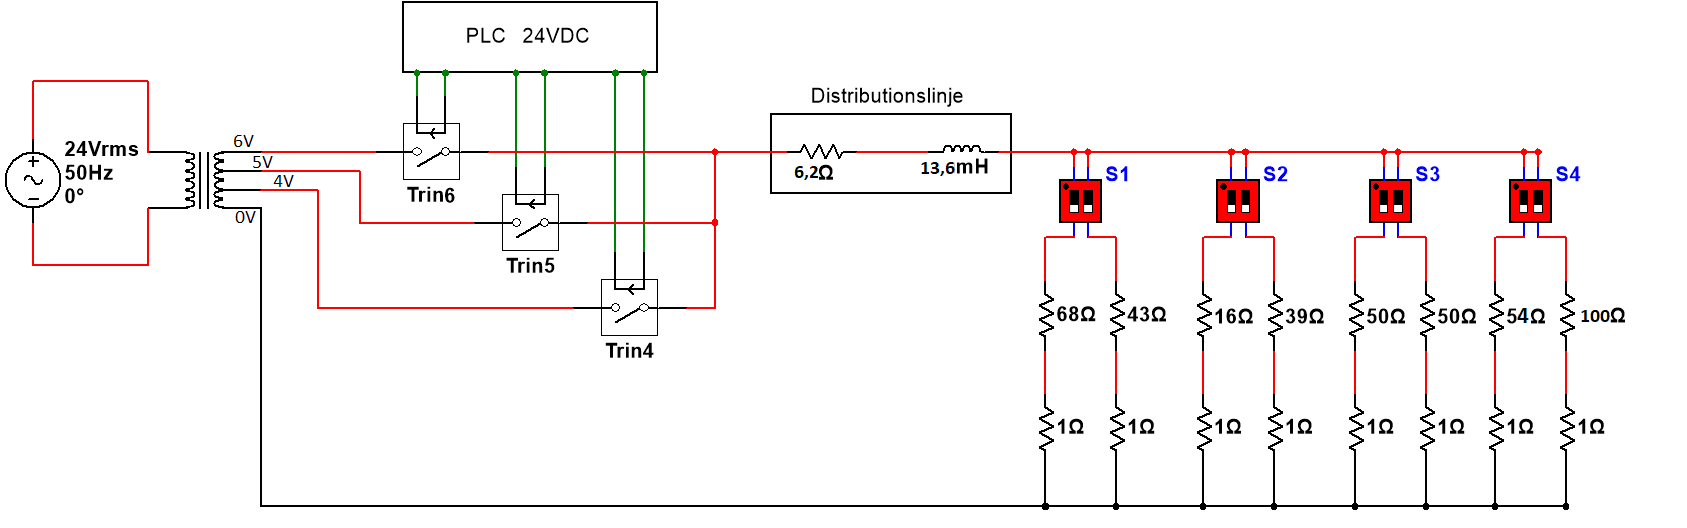 PLC 24VDC
Distributionslinje
24Vrms
50Hz
0°
6V
5V
4V
0V
Trin6
Trin5
Trin4
6,2Ω
13,6mH
S1
S2
S3
S4
68Ω
43Ω
16Ω
39Ω
50Ω
50Ω
54Ω
100Ω
1Ω
1Ω
1Ω
1Ω
1Ω
1Ω
1Ω
1Ω